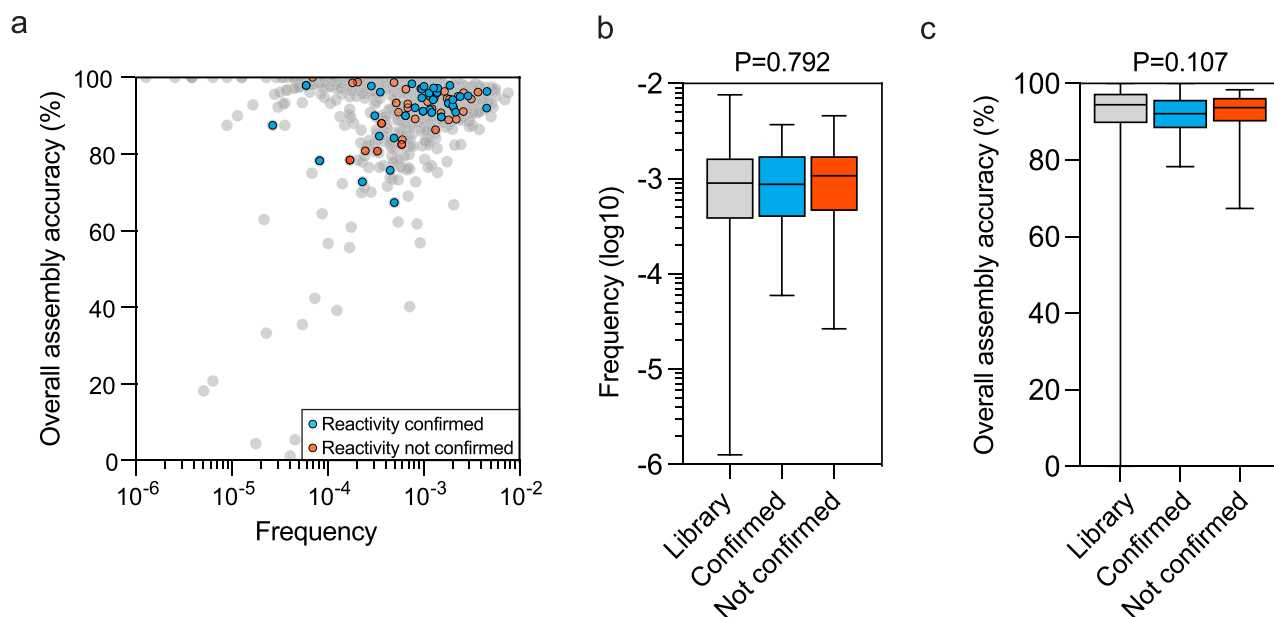 a
Overall assembly accuracy (%)
100
80
60
40
20
0
Reactivity confirmed
Reactivity not confirmed
10⁻⁶
10⁻⁵
10⁻⁴
10⁻³
10⁻²
Frequency
b
P=0.792
Frequency (log10)
-2
-3
-4
-5
-6
Library
Confirmed
Not confirmed
c
P=0.107
Overall assembly accuracy (%)
100
80
60
40
20
0
Library
Confirmed
Not confirmed